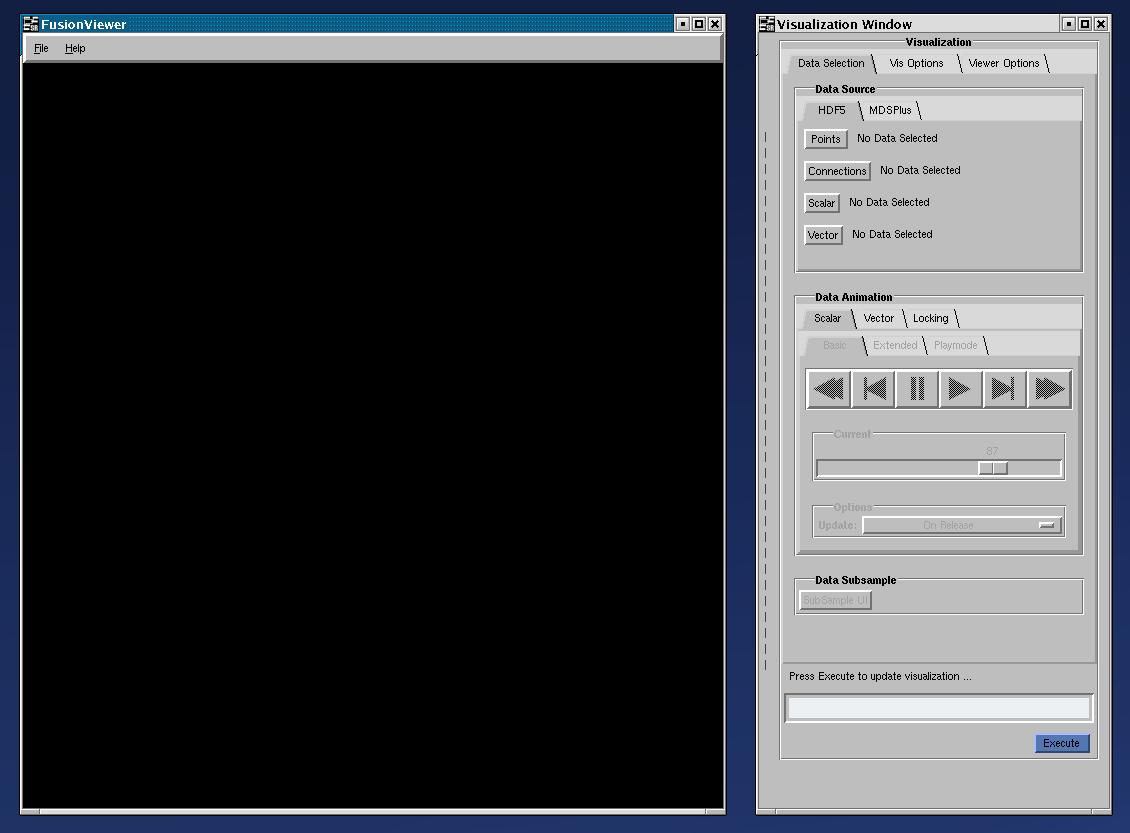 FusionViewer
File Help
Visualization Window
Visualization
Data Selection Vis Options Viewer Options
Data Source
HDF5 MDSPlus
Points No Data Selected
Connections No Data Selected
Scalar No Data Selected
Vector No Data Selected
Data Animation
Scalar Vector Locking
Basic Extended Playmode
Current
87
Options
Update: On Release
Data Subsample
SubSample UI
Press Execute to update visualization ...
Execute